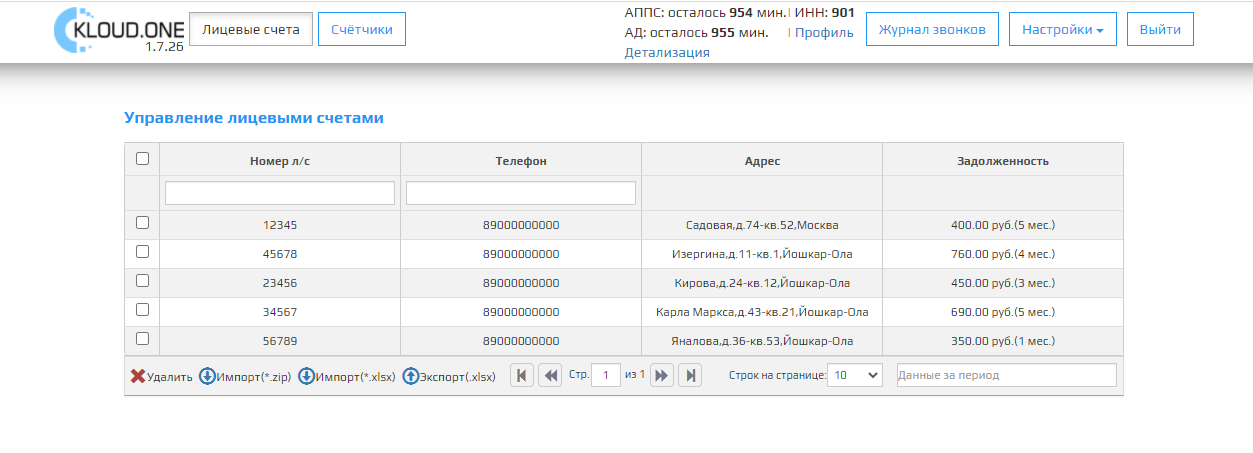 KLOUD.ONE
1.7.26
Лицевые счета
Счётчики
АППС: осталось 954 мин.
АД: осталось 955 мин.
Детализация
| ИНН: 901
| Профиль
Журнал звонков
Настройки
Выйти
Управление лицевыми счетами
Номер л/с Телефон Адрес Задолженность
12345 89000000000 Садовая,д.74-кв.52,Москва 400.00 руб.(5 мес.)
45678 89000000000 Изергина,д.11-кв.1,Йошкар-Ола 760.00 руб.(4 мес.)
23456 89000000000 Кирова,д.24-кв.12,Йошкар-Ола 450.00 руб.(3 мес.)
34567 89000000000 Карла Маркса,д.43-кв.21,Йошкар-Ола 690.00 руб.(5 мес.)
56789 89000000000 Яналова,д.36-кв.53,Йошкар-Ола 350.00 руб.(1 мес.)
Удалить Импорт(*.zip) Импорт(*.xlsx) Экспорт(.xlsx) Стр. 1 из 1 Строк на странице: 10 Данные за период